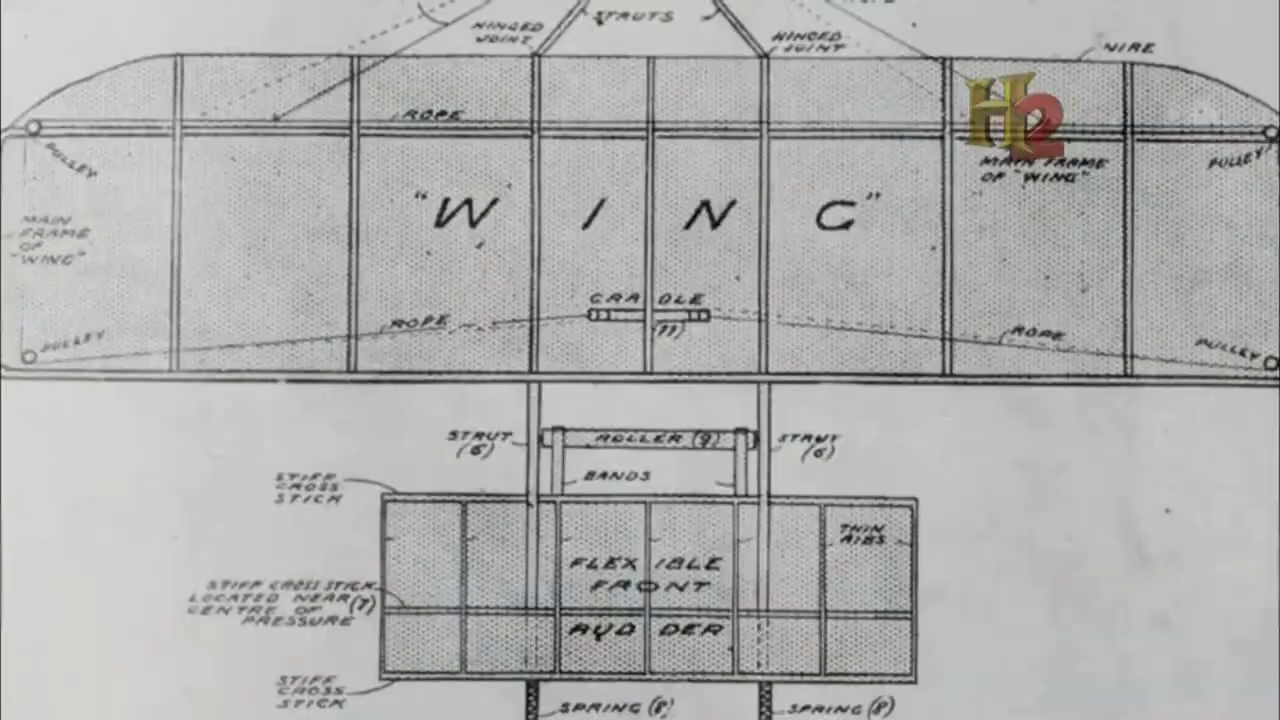 STRUTS
HINGED
JOINT
HINGED
JOINT
WIRE
H2
ROPE
PULLEY
PULLEY
MAIN FRAME
OF "WING"
"WING"
MAIN
FRAME
OF
"WING"
CRADLE
(11)
ROPE
ROPE
PULLEY
PULLEY
STRUT
(6)
ROLLER (9)
STRUT
(6)
BANDS
STIFF
CROSS
STICK
THIN
RIBS
FLEXIBLE
FRONT
RUDDER
STIFF CROSS STICK
LOCATED NEAR (7)
CENTRE OF
PRESSURE
STIFF
CROSS
STICK
SPRING (8)
SPRING (8)